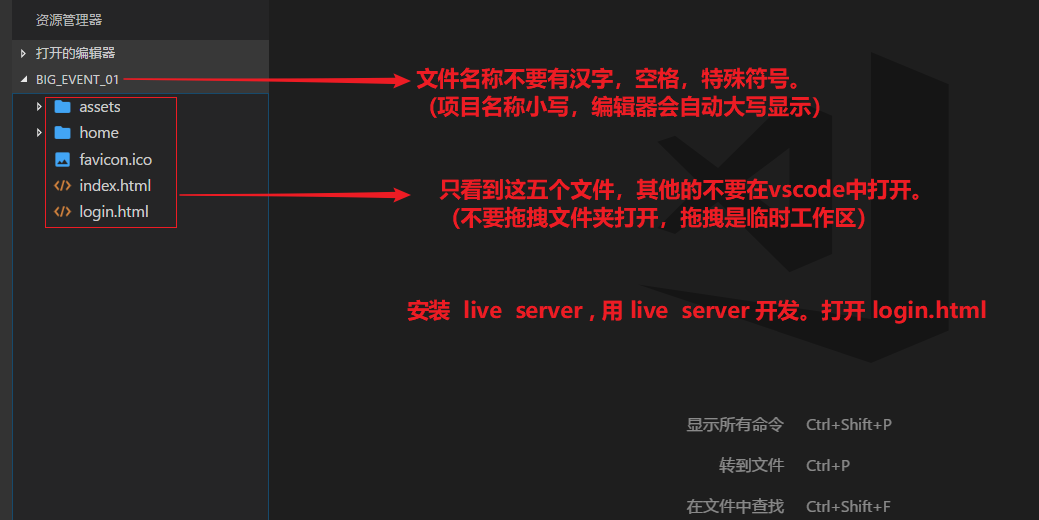 资源管理器
打开的编辑器
BIG_EVENT_01
文件名称不要有汉字，空格，特殊符号。
（项目名称小写，编辑器会自动大写显示）
assets
home
favicon.ico
index.html
login.html
只看到这五个文件，其他的不要在vscode中打开。
（不要拖拽文件夹打开，拖拽是临时工作区）
安装 live server , 用 live server 开发。打开 login.html
显示所有命令 Ctrl+Shift+P
转到文件 Ctrl+P
在文件中查找 Ctrl+Shift+F